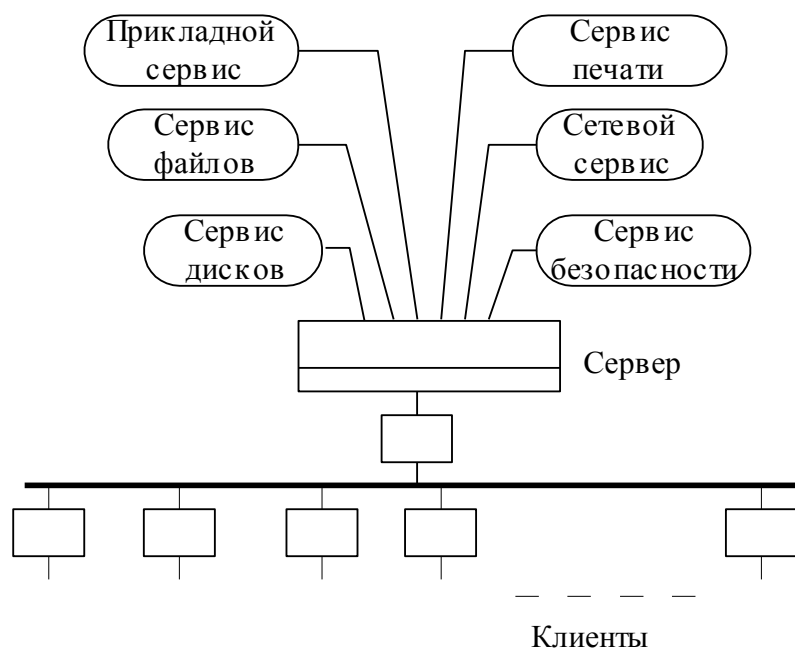 Прикладной
сервис
Сервис
печати
Сервис
файлов
Сетевой
сервис
Сервис
дисков
Сервис
безопасности
Сервер
Клиенты